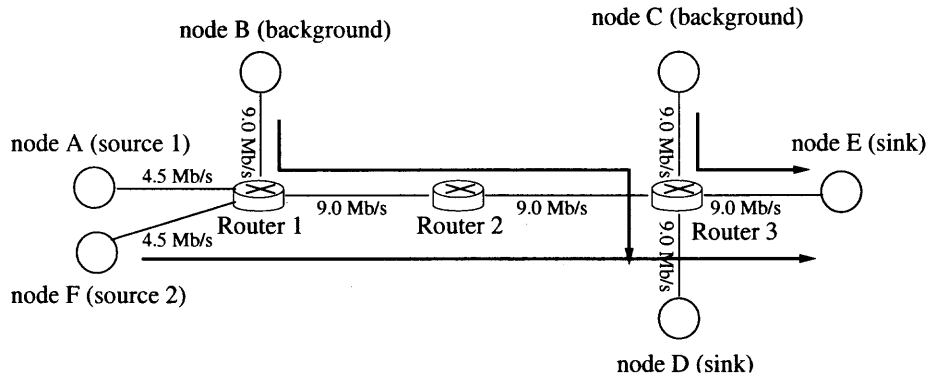 node B (background)
node C (background)
9.0 Mb/s
9.0 Mb/s
node A (source 1)
node E (sink)
4.5 Mb/s
9.0 Mb/s
9.0 Mb/s
9.0 Mb/s
Router 1
Router 2
Router 3
4.5 Mb/s
9.0 Mb/s
node F (source 2)
node D (sink)